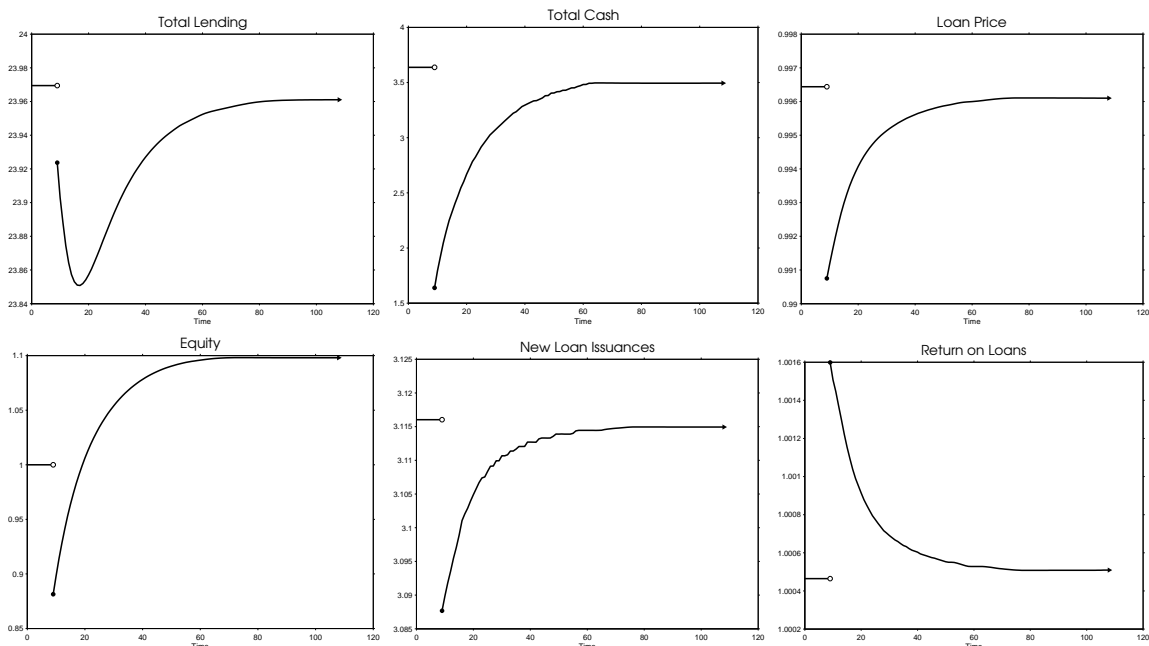 Total Lending
24
23.98
23.96
23.94
23.92
23.9
23.88
23.86
23.84
0 20 40 60 80 100 120
Time
Total Cash
4
3.5
3
2.5
2
1.5
0 20 40 60 80 100 120
Time
Loan Price
0.998
0.997
0.996
0.995
0.994
0.993
0.992
0.991
0.99
0 20 40 60 80 100 120
Time
Equity
1.1
1.05
1
0.95
0.9
0.85
0 20 40 60 80 100 120
Time
New Loan Issuances
3.125
3.12
3.115
3.11
3.105
3.1
3.095
3.09
3.085
0 20 40 60 80 100 120
Time
Return on Loans
1.0016
1.0014
1.0012
1.001
1.0008
1.0006
1.0004
1.0002
0 20 40 60 80 100 120
Time